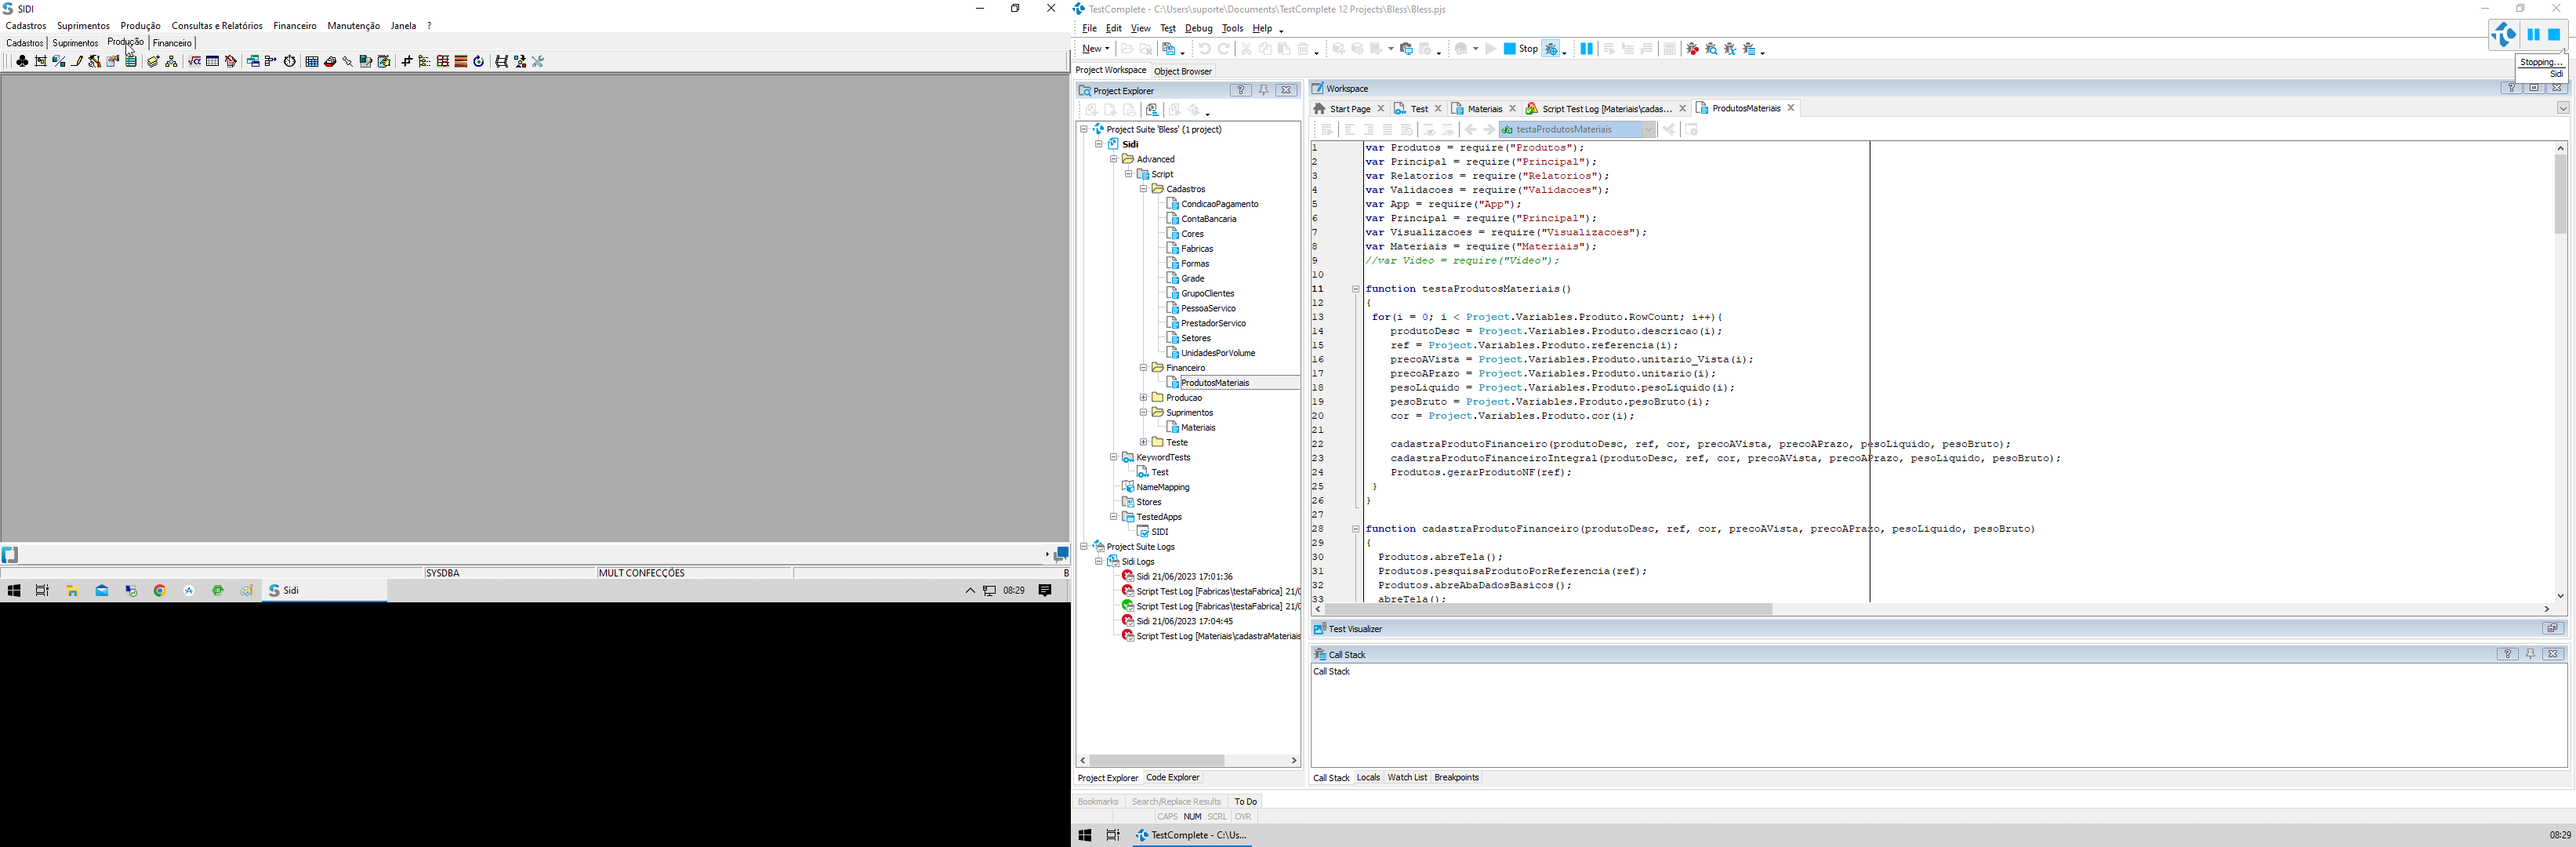 SIDI
Cadastros Suprimentos Produção Consultas e Relatórios Financeiro Manutenção Janela ?
Cadastros Suprimentos Produção Financeiro
SYSDBA MULT CONFECÇÕES B
Sidi 08:29
TestComplete - C:\Users\suporte\Documents\TestComplete 12 Projects\Bless\Bless.pjs
File Edit View Test Debug Tools Help
New Stop
Stopping...
Sidi
Project Workspace Object Browser
Project Explorer
Project Suite 'Bless' (1 project)
Sidi
Advanced
Script
Cadastros
CondicaoPagamento
ContaBancaria
Cores
Fabricas
Formas
Grade
GrupoClientes
PessoaServico
PrestadorServico
Setores
UnidadesPorVolume
Financeiro
ProdutosMateriais
Producao
Suprimentos
Materiais
Teste
KeywordTests
Test
NameMapping
Stores
TestedApps
SIDI
Project Suite Logs
Sidi Logs
Sidi 21/06/2023 17:01:36
Script Test Log [Fabricas\testaFabrica] 21/0
Script Test Log [Fabricas\testaFabrica] 21/0
Sidi 21/06/2023 17:04:45
Script Test Log [Materiais\cadastraMateriais
Project Explorer Code Explorer
Workspace
Start Page Test Materiais Script Test Log [Materiais\cadas... ProdutosMateriais
testaProdutosMateriais
1 var Produtos = require("Produtos");
2 var Principal = require("Principal");
3 var Relatorios = require("Relatorios");
4 var Validacoes = require("Validacoes");
5 var App = require("App");
6 var Principal = require("Principal");
7 var Visualizacoes = require("Visualizacoes");
8 var Materiais = require("Materiais");
9 //var Video = require("Video");
10
11 function testaProdutosMateriais()
12 {
13 for(i = 0; i < Project.Variables.Produto.RowCount; i++){
14 produtoDesc = Project.Variables.Produto.descricao(i);
15 ref = Project.Variables.Produto.referencia(i);
16 precoAVista = Project.Variables.Produto.unitario_Vista(i);
17 precoAPrazo = Project.Variables.Produto.unitario(i);
18 pesoLiquido = Project.Variables.Produto.pesoLiquido(i);
19 pesoBruto = Project.Variables.Produto.pesoBruto(i);
20 cor = Project.Variables.Produto.cor(i);
21
22 cadastraProdutoFinanceiro(produtoDesc, ref, cor, precoAVista, precoAPrazo, pesoLiquido, pesoBruto);
23 cadastraProdutoFinanceiroIntegral(produtoDesc, ref, cor, precoAVista, precoAPrazo, pesoLiquido, pesoBruto);
24 Produtos.gerarProdutoNF(ref);
25 }
26 }
27
28 function cadastraProdutoFinanceiro(produtoDesc, ref, cor, precoAVista, precoAPrazo, pesoLiquido, pesoBruto)
29 {
30 Produtos.abreTela();
31 Produtos.pesquisaProdutoPorReferencia(ref);
32 Produtos.abreAbaDadosBasicos();
33 abreTela();
Test Visualizer
Call Stack
Call Stack
Call Stack Locals Watch List Breakpoints
Bookmarks Search/Replace Results To Do
CAPS NUM SCRL OVR
TestComplete - C:\Us... 08:29